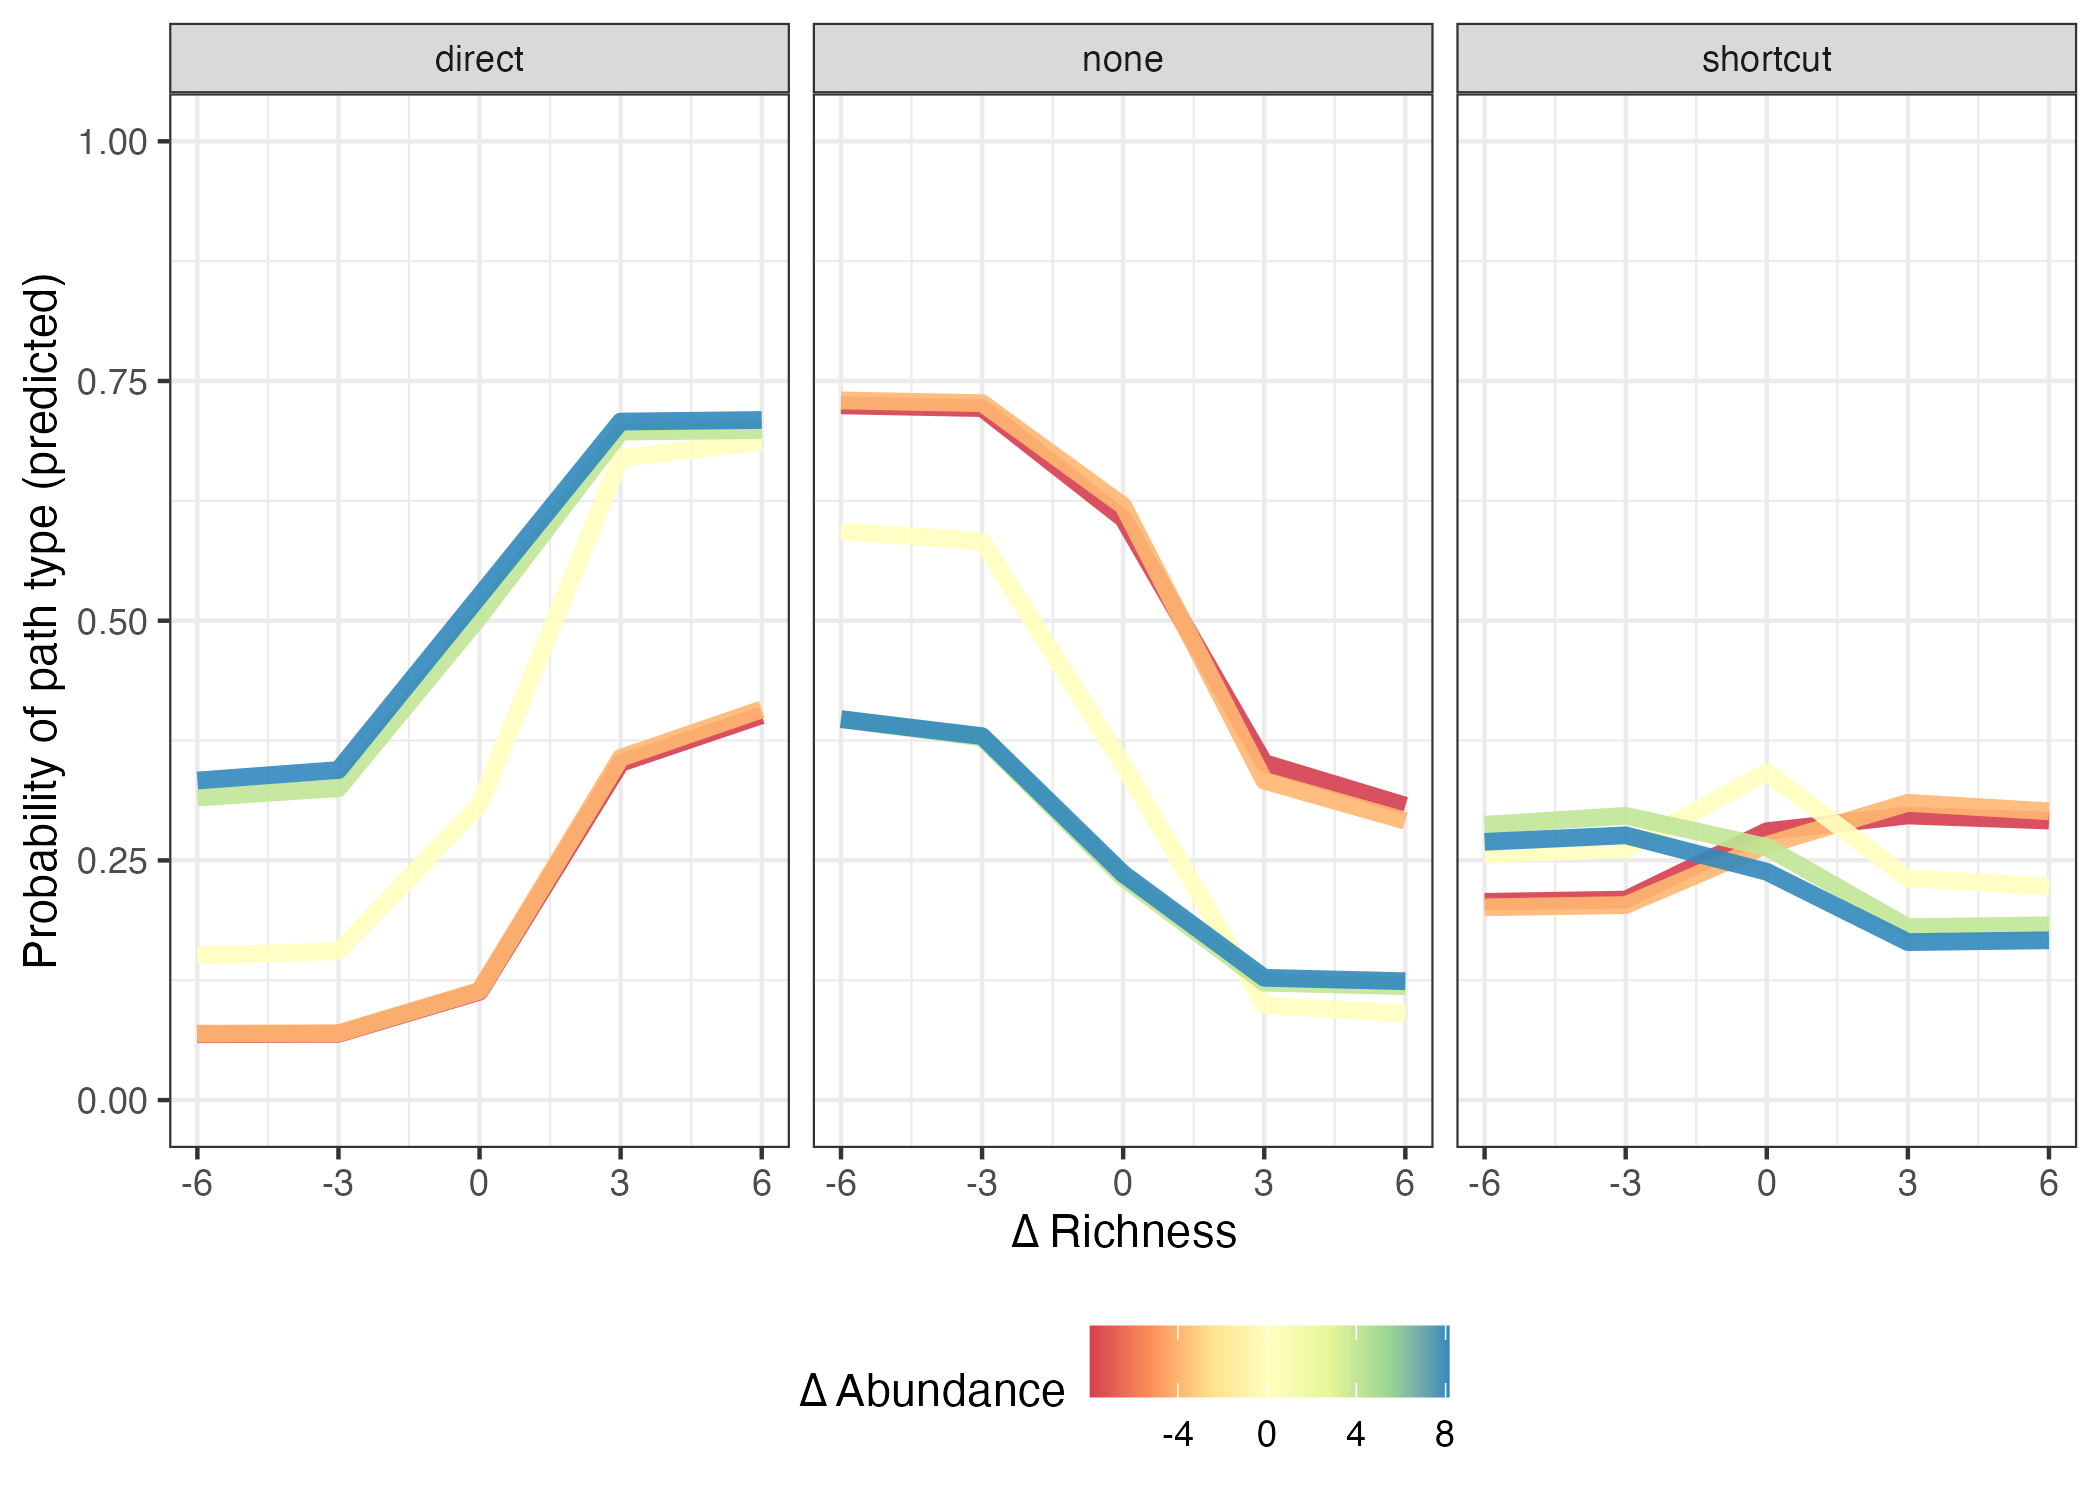 direct none shortcut
Probability of path type (predicted)
1.00
0.75
0.50
0.25
0.00
-6 -3 0 3 6 -6 -3 0 3 6 -6 -3 0 3 6
Δ Richness
Δ Abundance
-4 0 4 8